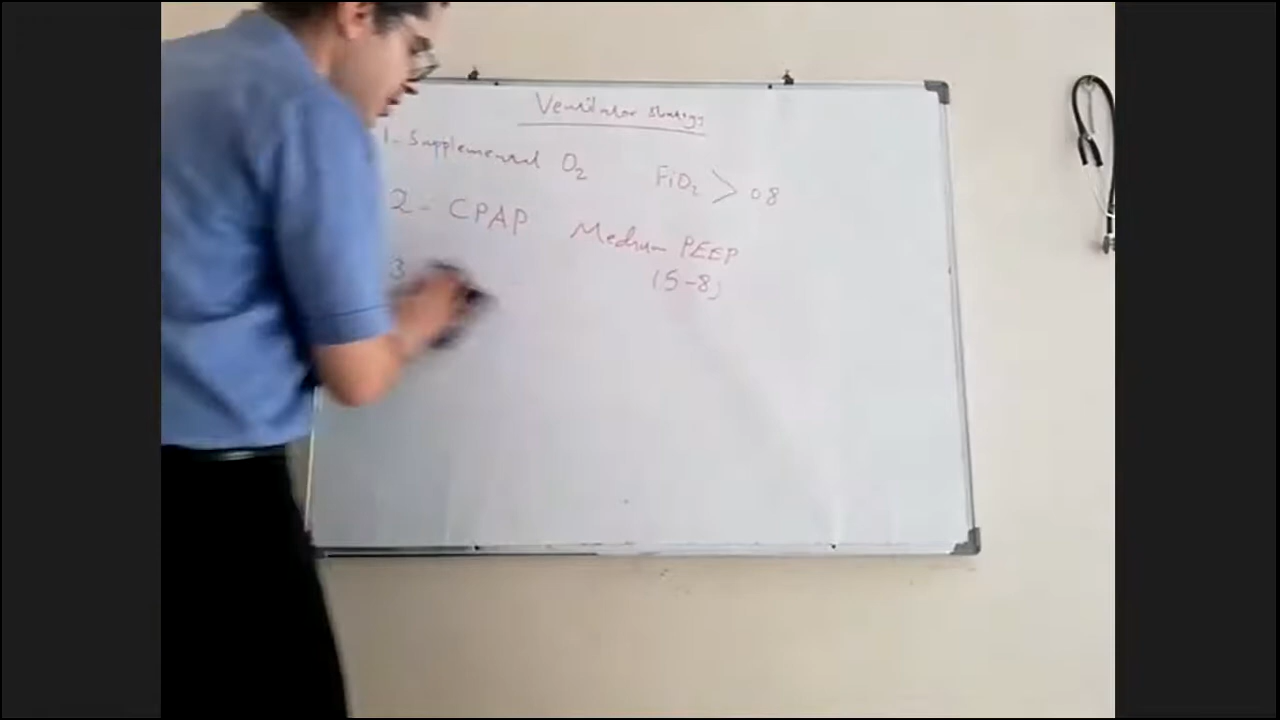 Ventilator strategy
1- Supplemental O2 FiO2 > 0.8
2- CPAP Medium PEEP
(5-8)
3